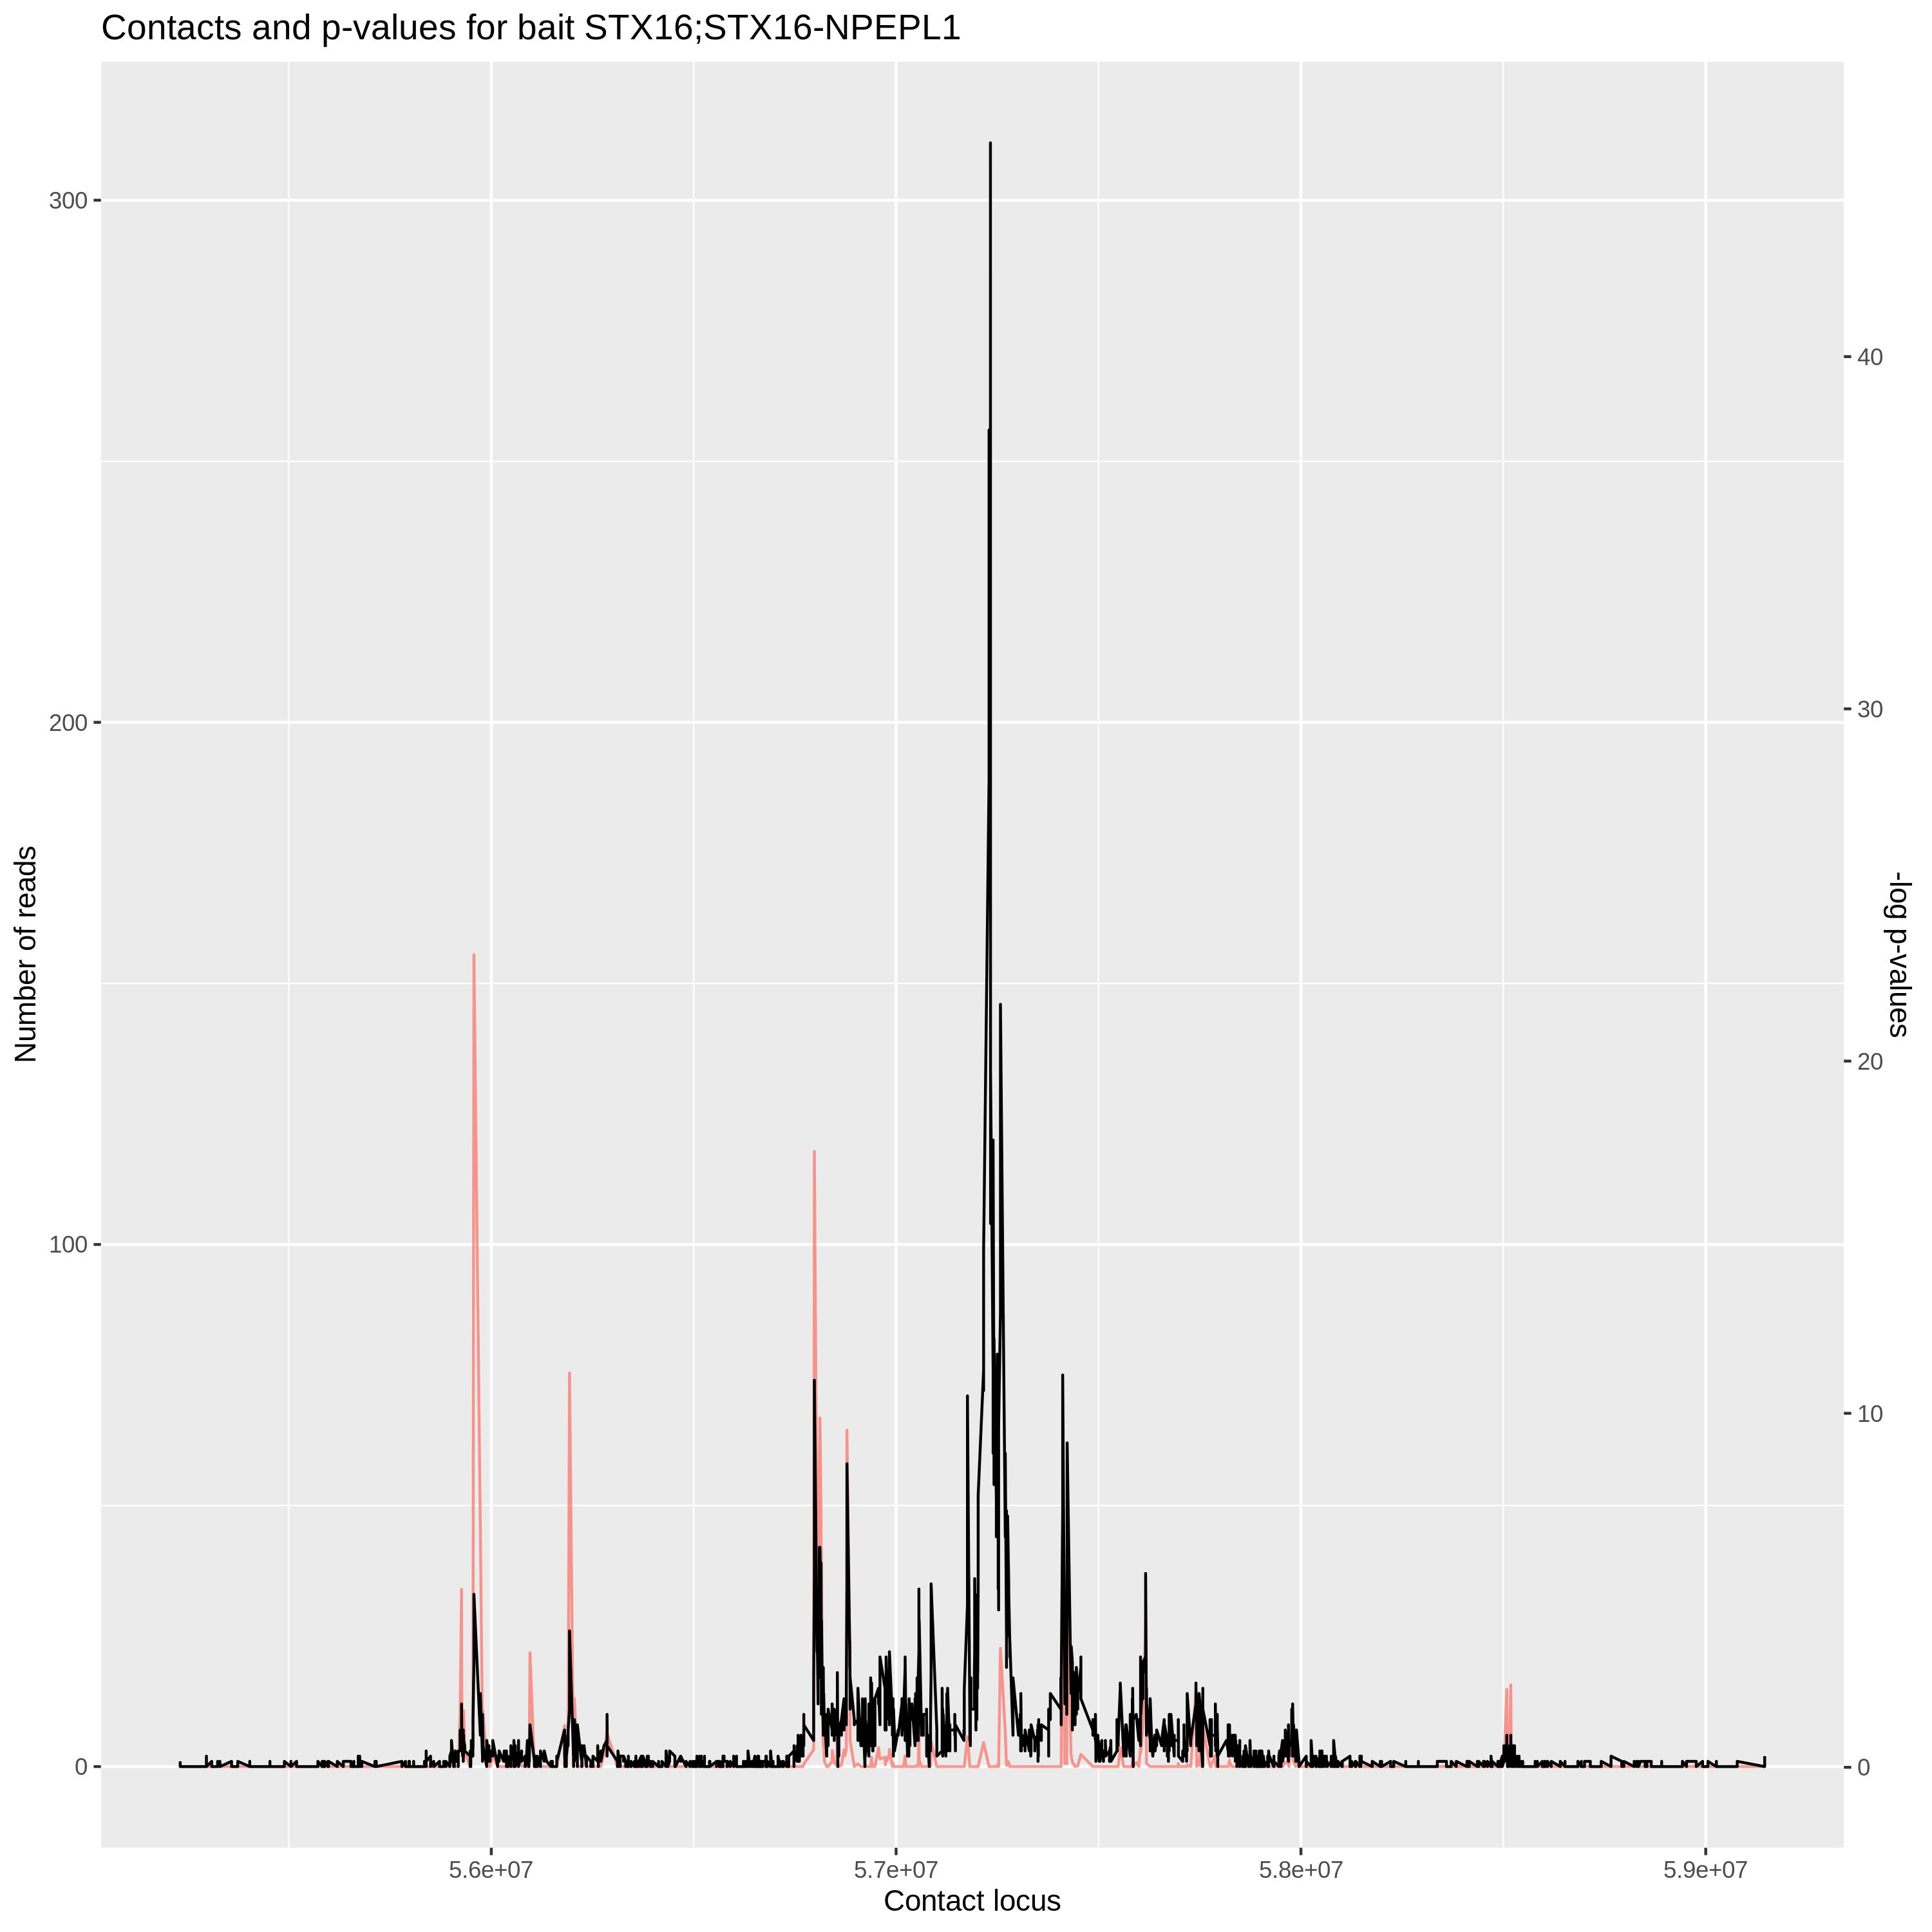 Contacts and p-values for bait STX16;STX16-NPEPL1
300
200
100
0
Number of reads
40
30
20
10
0
-log p-values
5.6e+07 5.7e+07 5.8e+07 5.9e+07
Contact locus